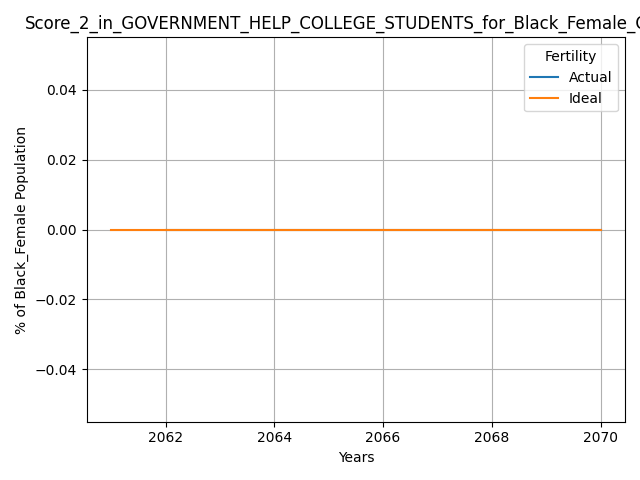 Score_2_in_GOVERNMENT_HELP_COLLEGE_STUDENTS_for_Black_Female_
Fertility
Actual
Ideal
0.04
0.02
0.00
−0.02
−0.04
% of Black_Female Population
2062 2064 2066 2068 2070
Years